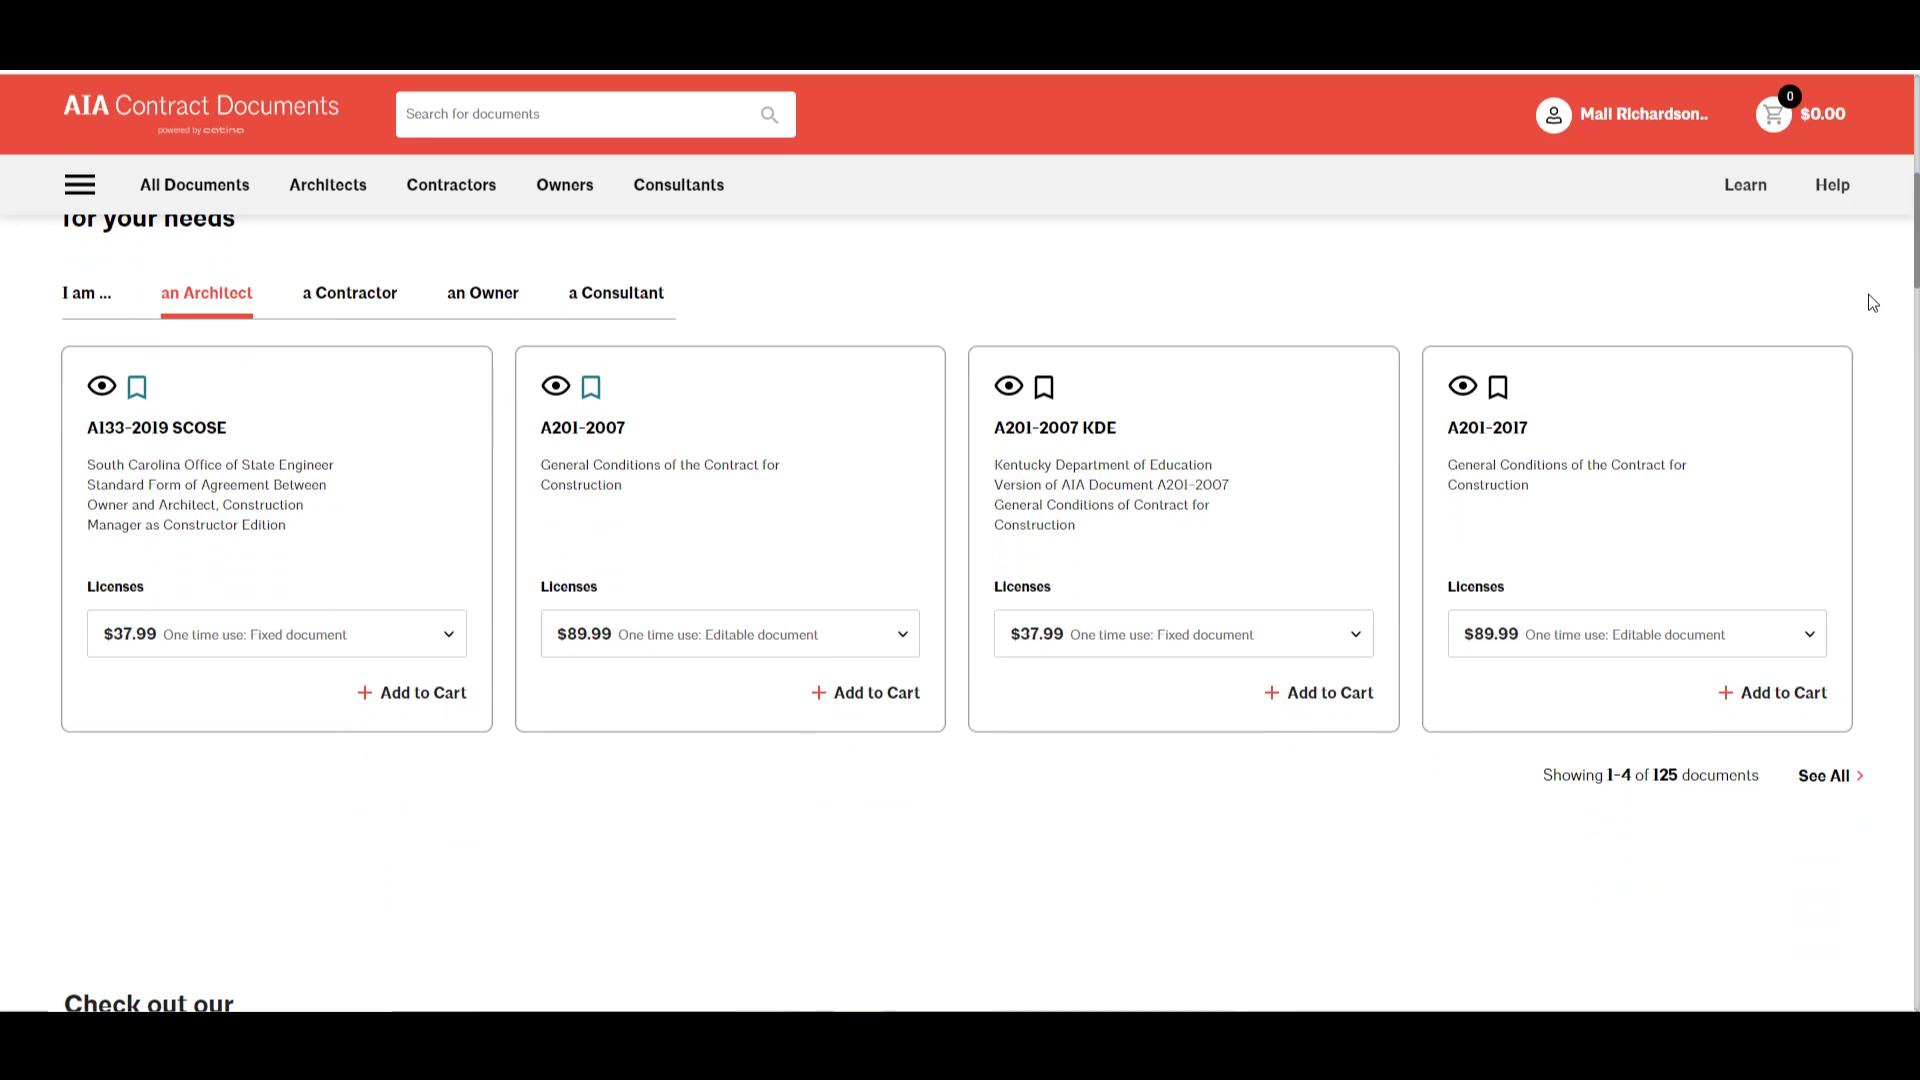 AIA Contract Documents
powered by catina
Search for documents
Mall Richardson..
0
$0.00
All Documents
Architects
Contractors
Owners
Consultants
Learn
Help
for your needs
I am ...
an Architect
a Contractor
an Owner
a Consultant
A133-2019 SCOSE
South Carolina Office of State Engineer
Standard Form of Agreement Between
Owner and Architect, Construction
Manager as Constructor Edition
Licenses
$37.99 One time use: Fixed document
+ Add to Cart
A201-2007
General Conditions of the Contract for
Construction
Licenses
$89.99 One time use: Editable document
+ Add to Cart
A201-2007 KDE
Kentucky Department of Education
Version of AIA Document A201-2007
General Conditions of Contract for
Construction
Licenses
$37.99 One time use: Fixed document
+ Add to Cart
A201-2017
General Conditions of the Contract for
Construction
Licenses
$89.99 One time use: Editable document
+ Add to Cart
Showing 1-4 of 125 documents
See All
Check out our